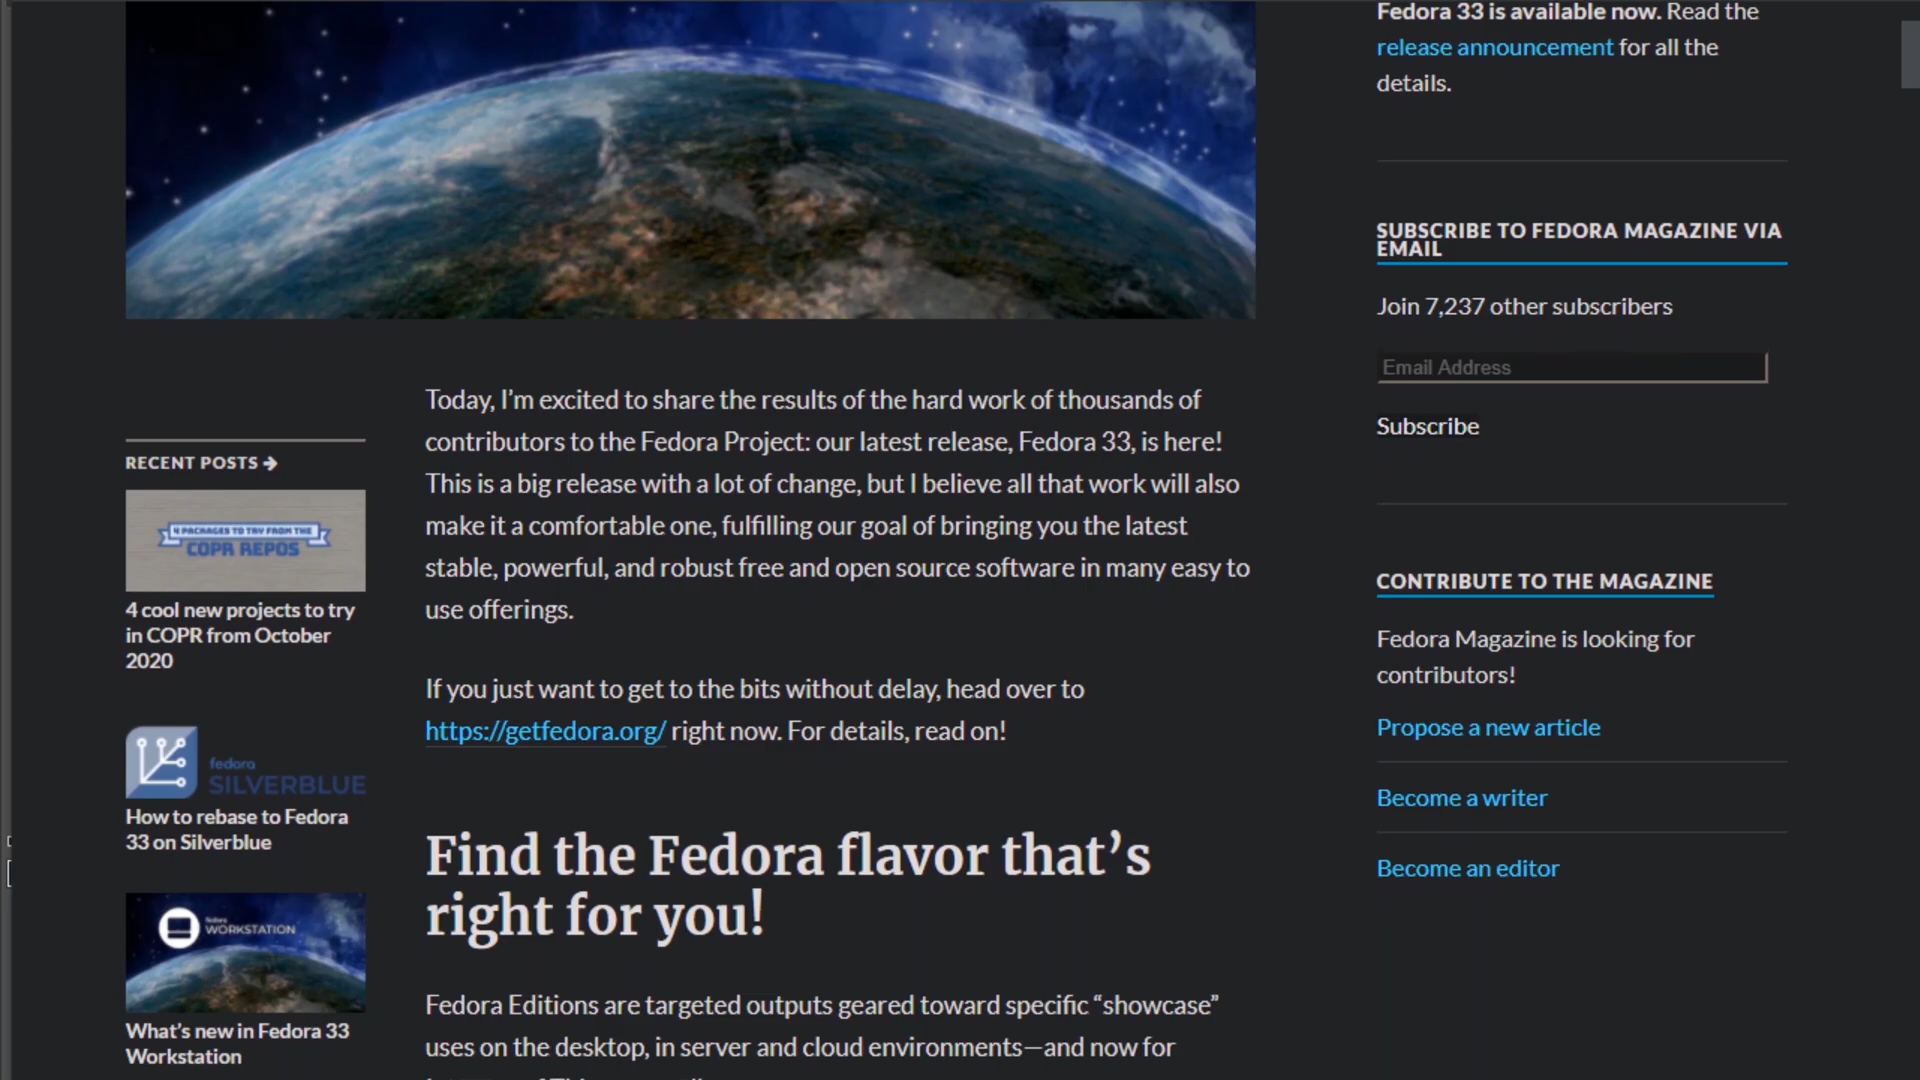 Fedora 33 is available now. Read the
release announcement for all the
details.
SUBSCRIBE TO FEDORA MAGAZINE VIA
EMAIL
Join 7,237 other subscribers
Email Address
Subscribe
CONTRIBUTE TO THE MAGAZINE
Fedora Magazine is looking for
contributors!
Propose a new article
Become a writer
Become an editor
RECENT POSTS
4 PACKAGES TO TRY FROM THE
COPR REPOS
4 cool new projects to try
in COPR from October
2020
fedora
SILVERBLUE
How to rebase to Fedora
33 on Silverblue
WORKSTATION
What's new in Fedora 33
Workstation
Today, I’m excited to share the results of the hard work of thousands of
contributors to the Fedora Project: our latest release, Fedora 33, is here!
This is a big release with a lot of change, but I believe all that work will also
make it a comfortable one, fulfilling our goal of bringing you the latest
stable, powerful, and robust free and open source software in many easy to
use offerings.
If you just want to get to the bits without delay, head over to
https://getfedora.org/ right now. For details, read on!
Find the Fedora flavor that’s
right for you!
Fedora Editions are targeted outputs geared toward specific “showcase”
uses on the desktop, in server and cloud environments—and now for